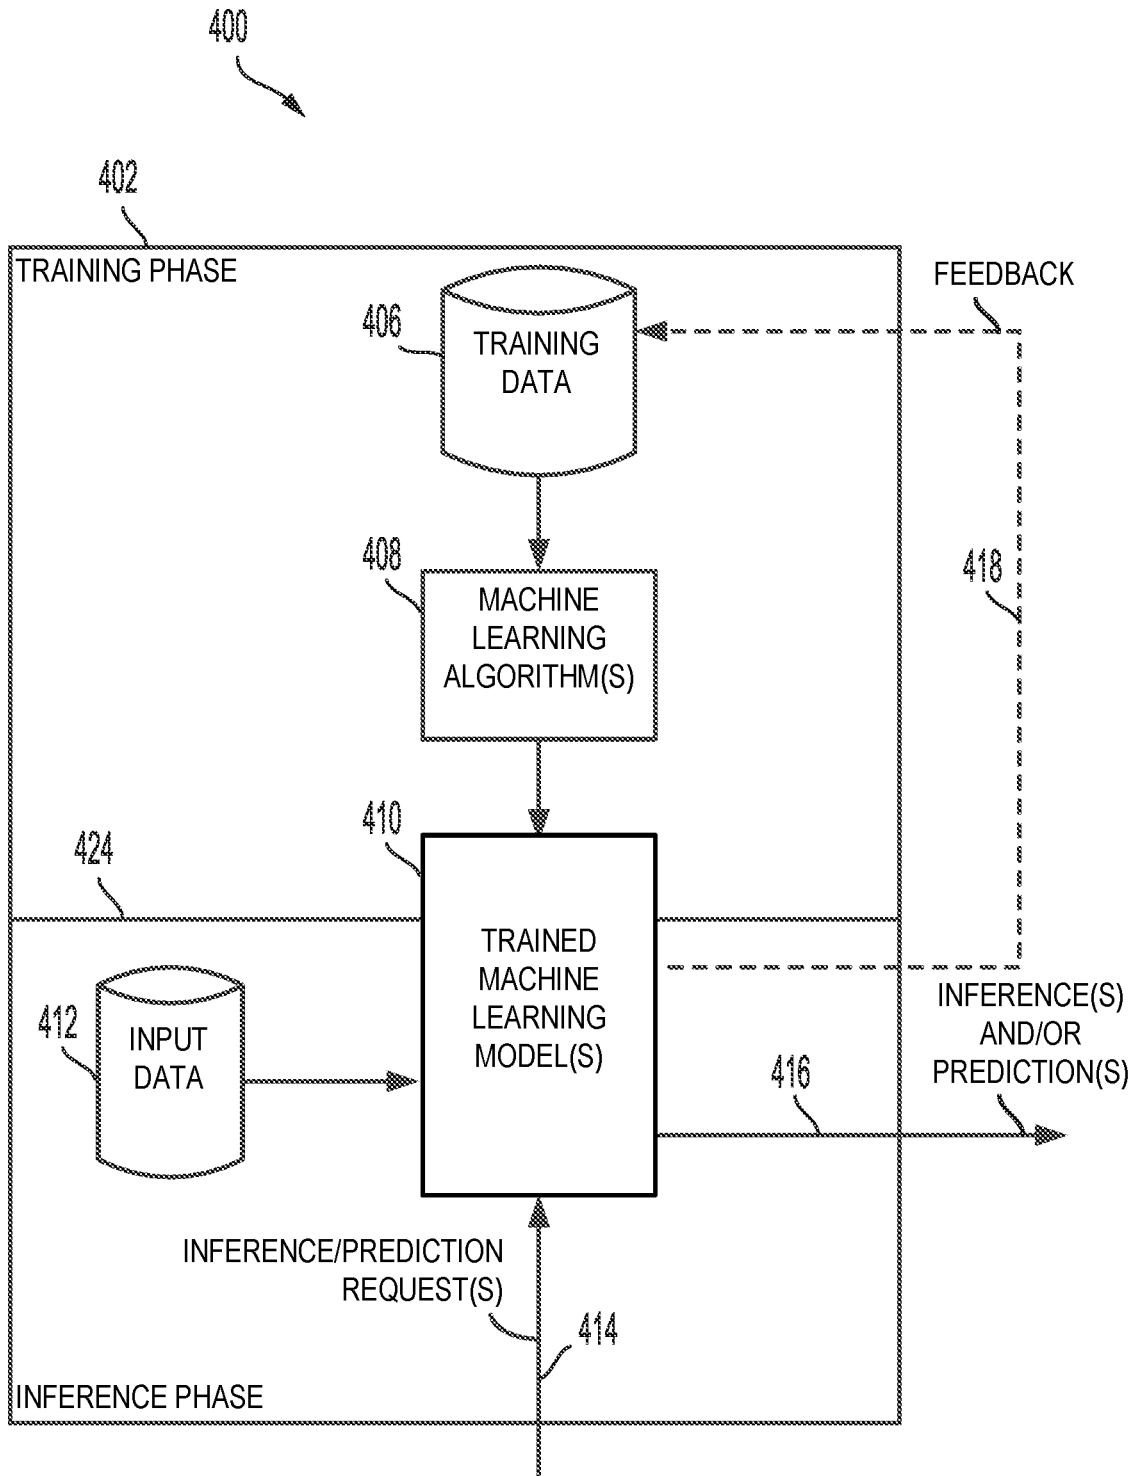 400
402
TRAINING PHASE
FEEDBACK
406
TRAINING
DATA
408
MACHINE
LEARNING
ALGORITHM(S)
418
410
424
TRAINED
MACHINE
LEARNING
MODEL(S)
412
INPUT
DATA
INFERENCE(S)
AND/OR
PREDICTION(S)
416
INFERENCE/PREDICTION
REQUEST(S)
414
INFERENCE PHASE